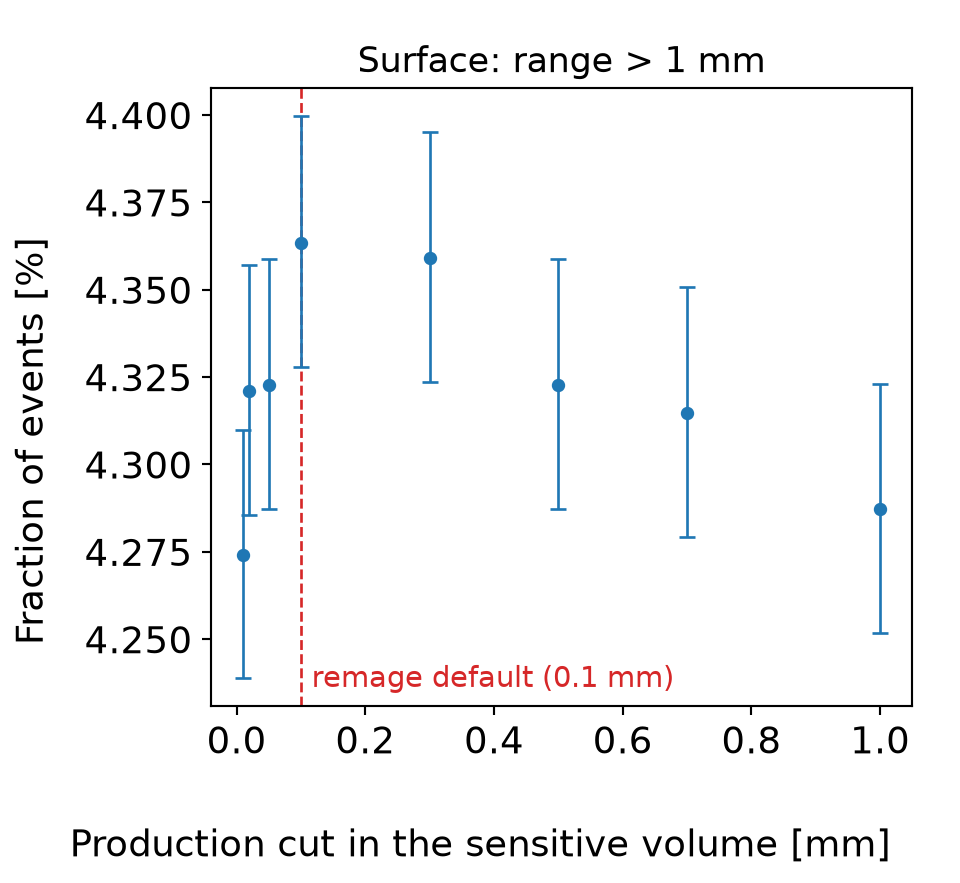 Surface: range > 1 mm
Fraction of events [%]
4.400
4.375
4.350
4.325
4.300
4.275
4.250
remage default (0.1 mm)
0.0 0.2 0.4 0.6 0.8 1.0
Production cut in the sensitive volume [mm]